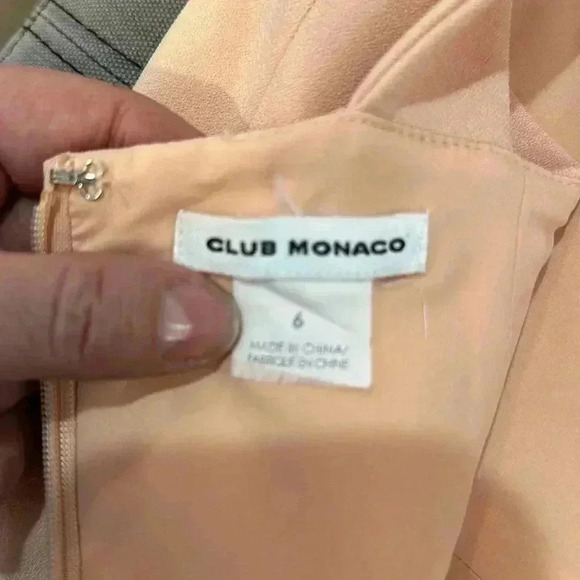 CLUB MONACO
6
MADE IN CHINA/
FABRIQUÉ EN CHINE